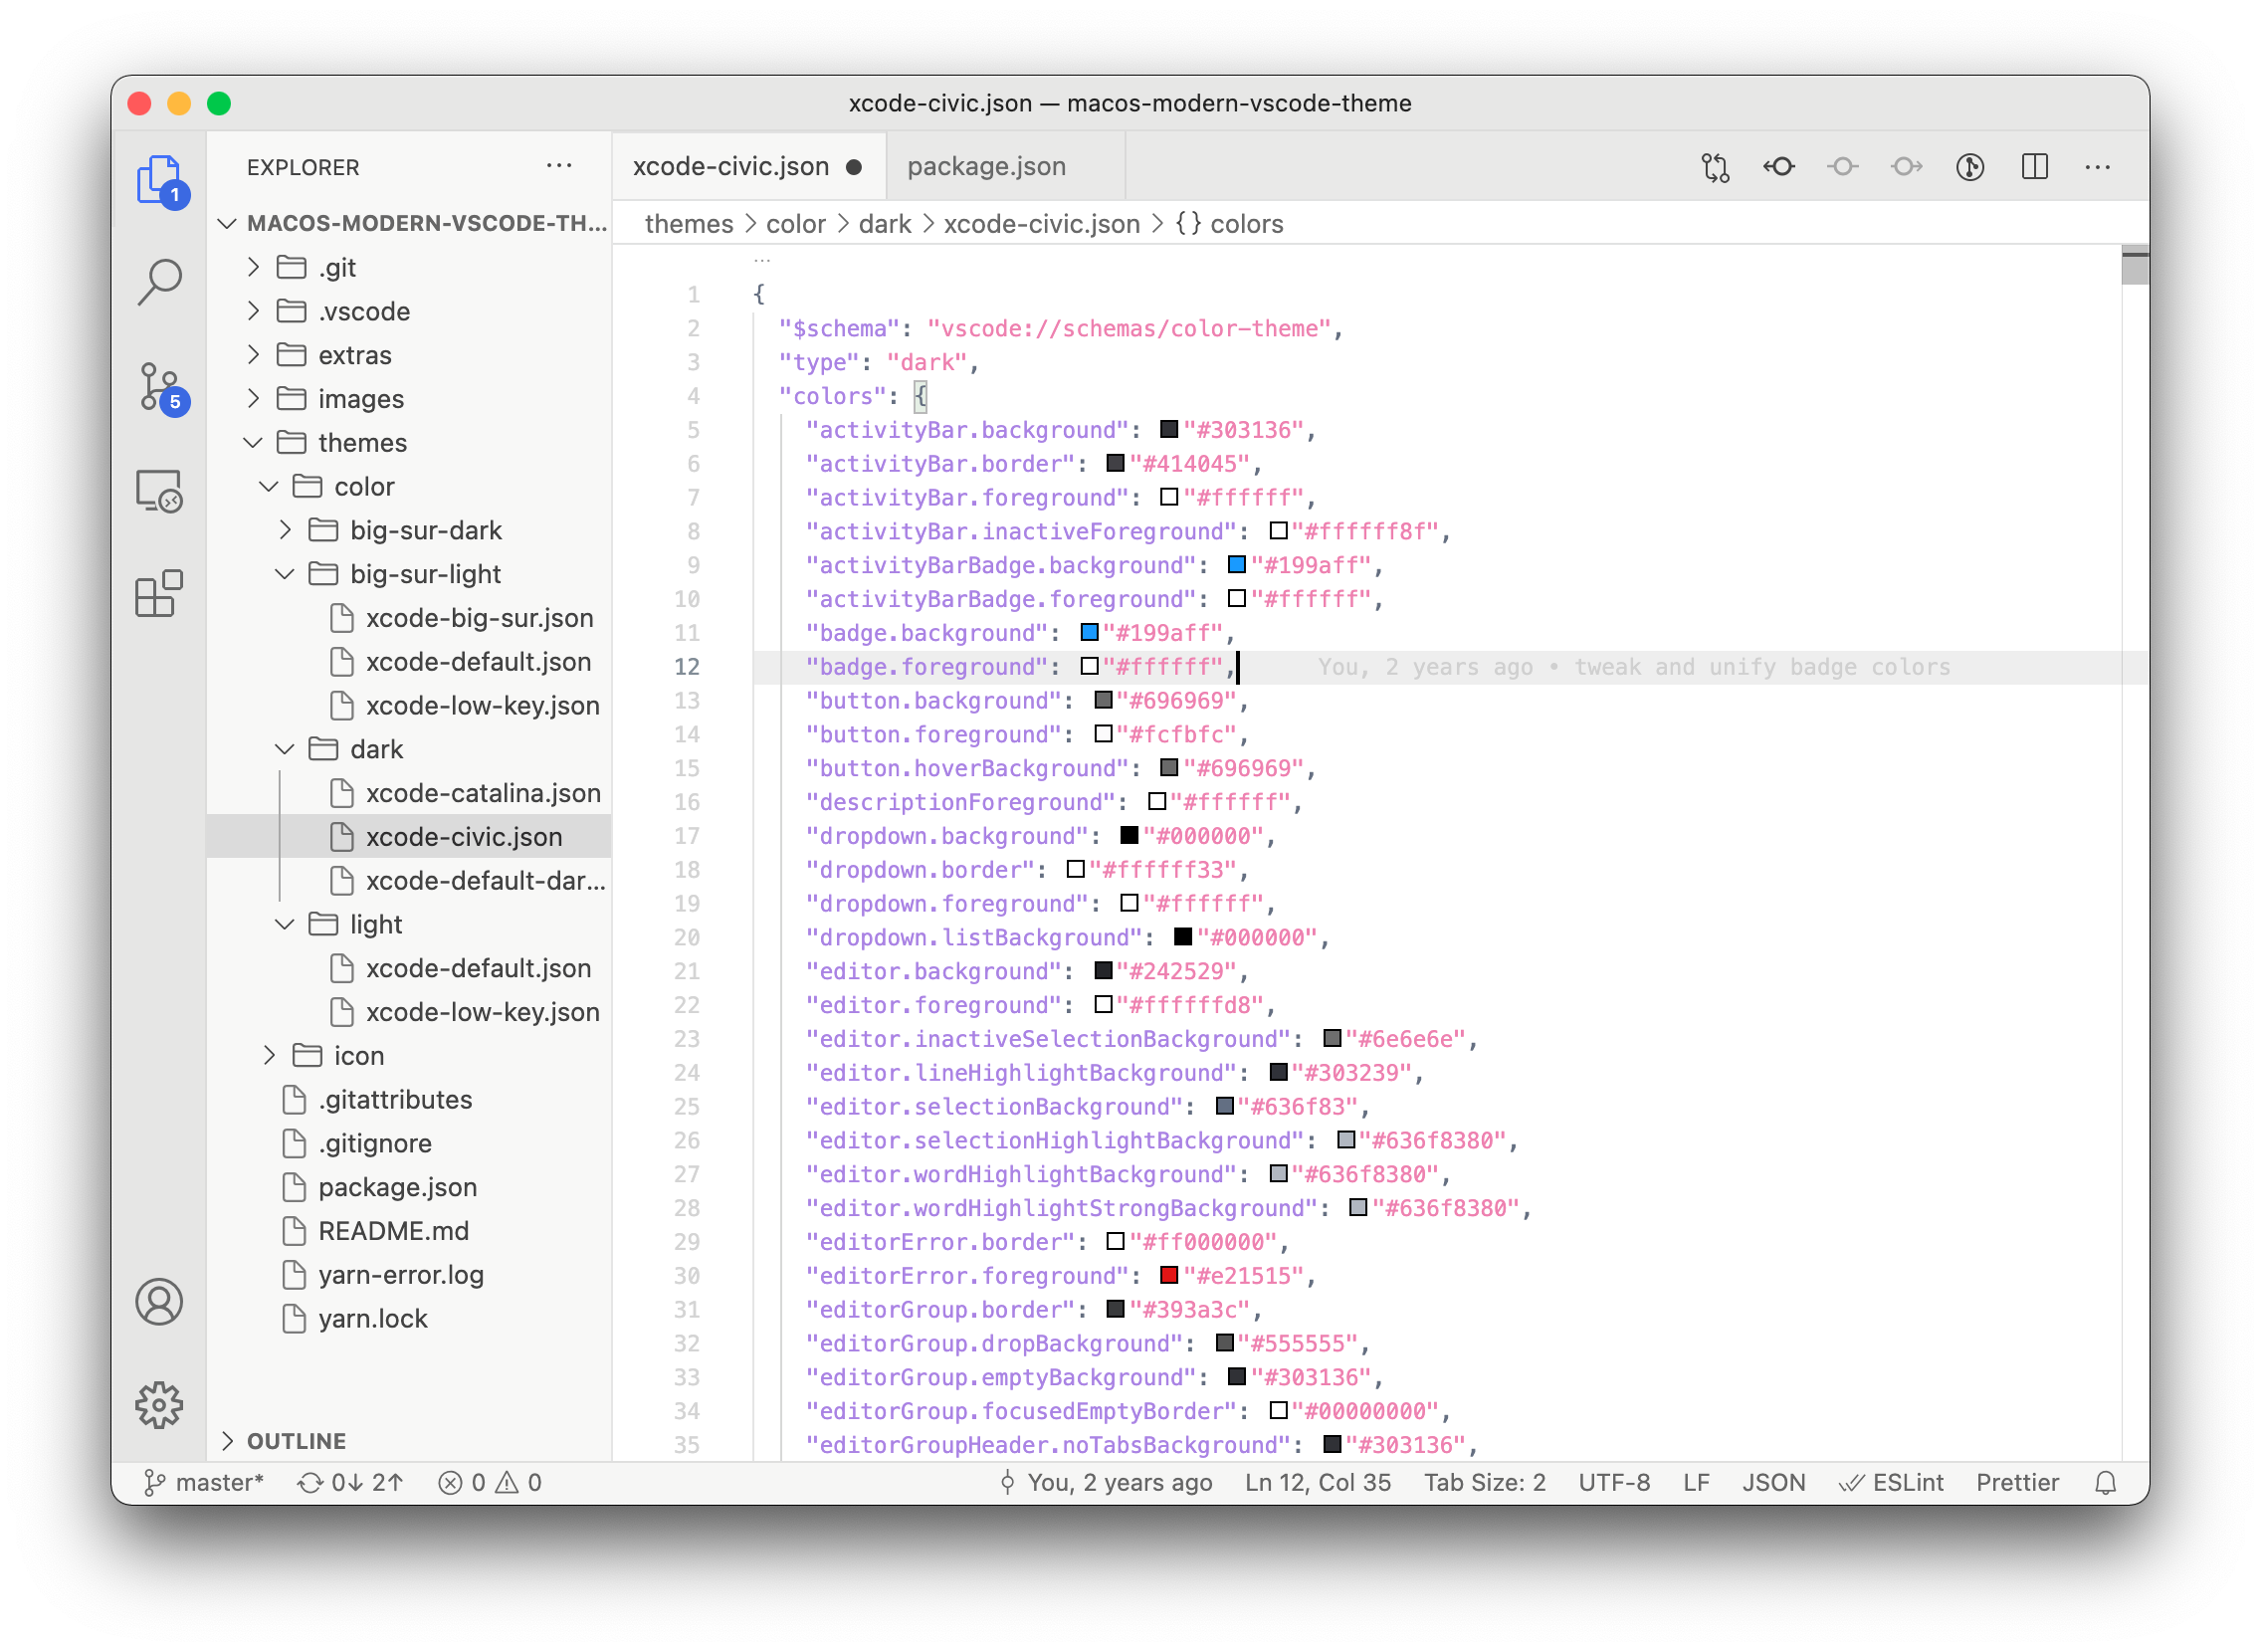 xcode-civic.json — macos-modern-vscode-theme
1
5
EXPLORER ···
MACOS-MODERN-VSCODE-TH...
.git
.vscode
extras
images
themes
color
big-sur-dark
big-sur-light
xcode-big-sur.json
xcode-default.json
xcode-low-key.json
dark
xcode-catalina.json
xcode-civic.json
xcode-default-dar...
light
xcode-default.json
xcode-low-key.json
icon
.gitattributes
.gitignore
package.json
README.md
yarn-error.log
yarn.lock
OUTLINE
xcode-civic.json ● package.json
themes > color > dark > xcode-civic.json > {} colors
···
1 {
2 "$schema": "vscode://schemas/color-theme",
3 "type": "dark",
4 "colors": {
5 "activityBar.background": "#303136",
6 "activityBar.border": "#414045",
7 "activityBar.foreground": "#ffffff",
8 "activityBar.inactiveForeground": "#ffffff8f",
9 "activityBarBadge.background": "#199aff",
10 "activityBarBadge.foreground": "#ffffff",
11 "badge.background": "#199aff",
12 "badge.foreground": "#ffffff", You, 2 years ago • tweak and unify badge colors
13 "button.background": "#696969",
14 "button.foreground": "#fcfbfc",
15 "button.hoverBackground": "#696969",
16 "descriptionForeground": "#ffffff",
17 "dropdown.background": "#000000",
18 "dropdown.border": "#ffffff33",
19 "dropdown.foreground": "#ffffff",
20 "dropdown.listBackground": "#000000",
21 "editor.background": "#242529",
22 "editor.foreground": "#ffffffd8",
23 "editor.inactiveSelectionBackground": "#6e6e6e",
24 "editor.lineHighlightBackground": "#303239",
25 "editor.selectionBackground": "#636f83",
26 "editor.selectionHighlightBackground": "#636f8380",
27 "editor.wordHighlightBackground": "#636f8380",
28 "editor.wordHighlightStrongBackground": "#636f8380",
29 "editorError.border": "#ff000000",
30 "editorError.foreground": "#e21515",
31 "editorGroup.border": "#393a3c",
32 "editorGroup.dropBackground": "#555555",
33 "editorGroup.emptyBackground": "#303136",
34 "editorGroup.focusedEmptyBorder": "#00000000",
35 "editorGroupHeader.noTabsBackground": "#303136",
master* 0↓ 2↑ 0 0 You, 2 years ago Ln 12, Col 35 Tab Size: 2 UTF-8 LF JSON ESLint Prettier